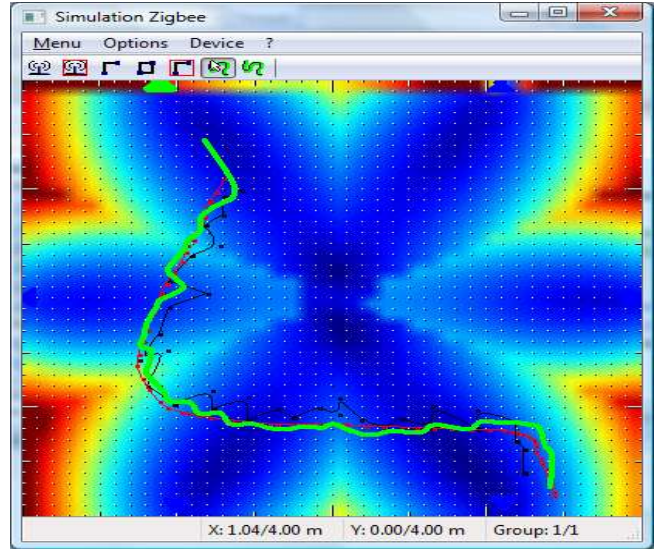 Simulation Zigbee
Menu Options Device ?
X: 1.04/4.00 m Y: 0.00/4.00 m Group: 1/1